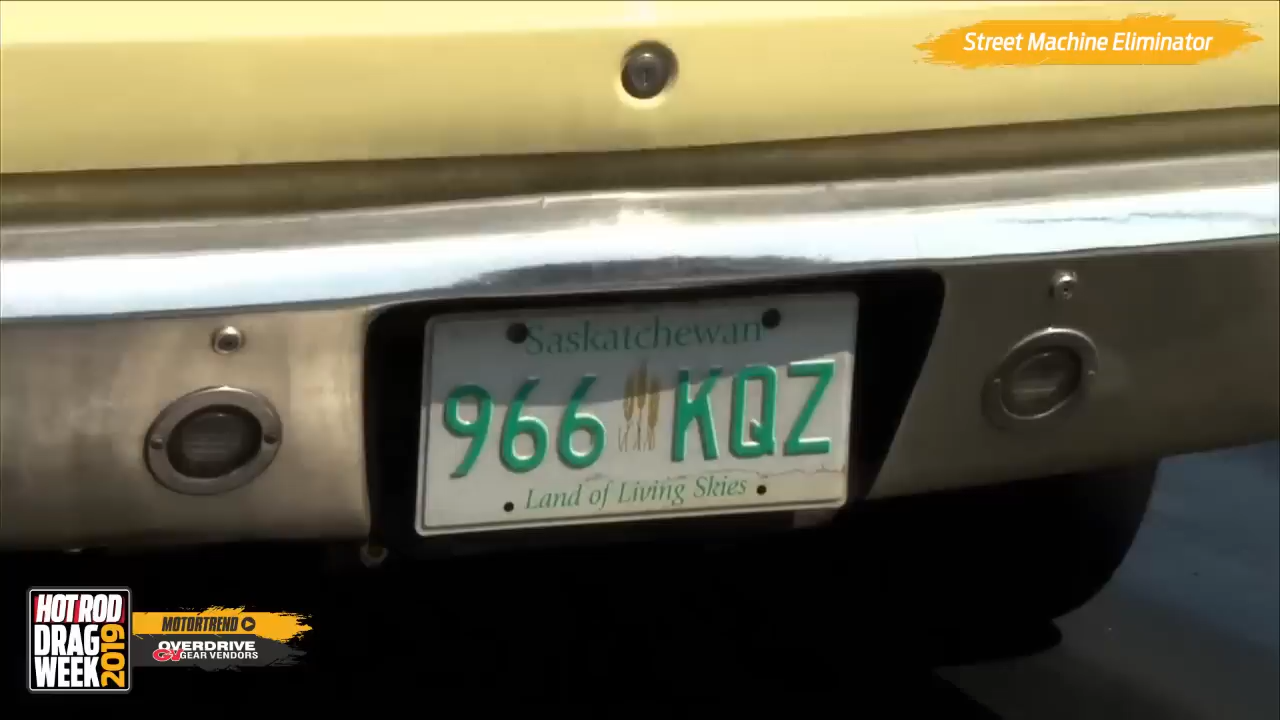 Street Machine Eliminator
Saskatchewan
966 KQZ
Land of Living Skies
HOT ROD
DRAG
WEEK
2019
MOTORTREND
OVERDRIVE
GV GEAR VENDORS